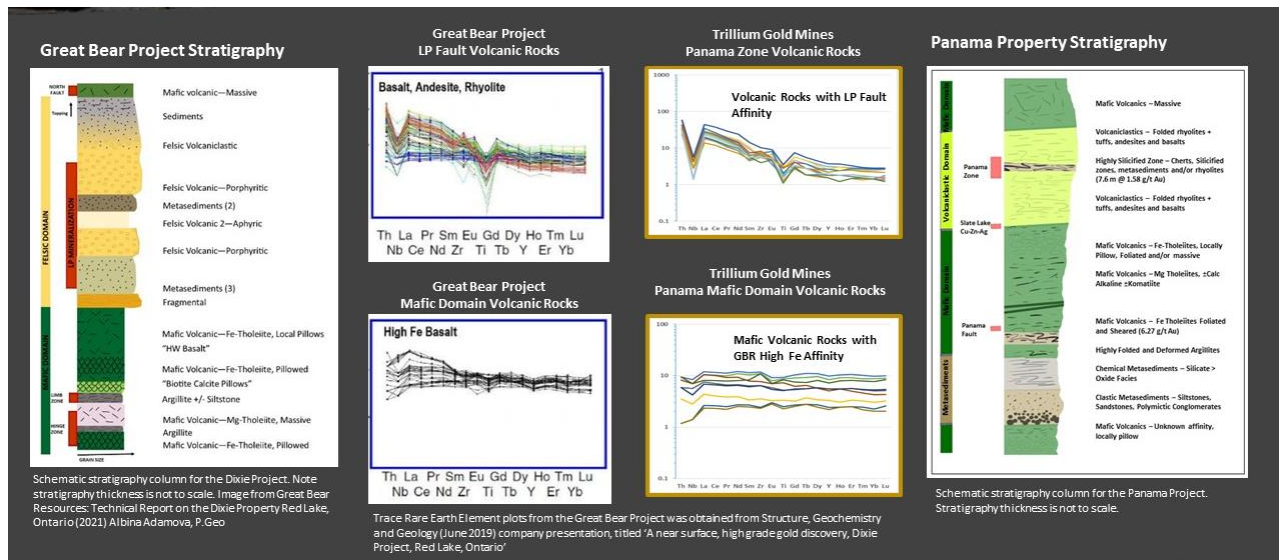 Great Bear Project Stratigraphy
NORTH
FAULT
Topping
FELSIC DOMAIN
LP MINERALIZATION
MAFIC DOMAIN
LIMB
ZONE
HINGE
ZONE
GRAIN SIZE
Mafic volcanic—Massive
Sediments
Felsic Volcaniclastic
Felsic Volcanic—Porphyritic
Metasediments (2)
Felsic Volcanic 2—Aphyric
Felsic Volcanic—Porphyritic
Metasediments (3)
Fragmental
Mafic Volcanic—Fe-Tholeiite, Local Pillows
“HW Basalt”
Mafic Volcanic—Fe-Tholeiite, Pillowed
“Biotite Calcite Pillows”
Argillite +/- Siltstone
Mafic Volcanic—Mg-Tholeiite, Massive
Argillite
Mafic Volcanic—Fe-Tholeiite, Pillowed
Schematic stratigraphy column for the Dixie Project. Note
stratigraphy thickness is not to scale. Image from Great Bear
Resources: Technical Report on the Dixie Property Red Lake,
Ontario (2021) Albina Adamova, P.Geo
Great Bear Project
LP Fault Volcanic Rocks
Basalt, Andesite, Rhyolite
Th La Pr Sm Eu Gd Dy Ho Tm Lu
Nb Ce Nd Zr Ti Tb Y Er Yb
Great Bear Project
Mafic Domain Volcanic Rocks
High Fe Basalt
Th La Pr Sm Eu Gd Dy Ho Tm Lu
Nb Ce Nd Zr Ti Tb Y Er Yb
Trillium Gold Mines
Panama Zone Volcanic Rocks
Volcanic Rocks with LP Fault
Affinity
1000
100
10
1
0.1
Th Nb La Ce Pr Nd Sm Zr Eu Ti Gd Tb Dy Y Ho Er Tm Yb Lu
Trillium Gold Mines
Panama Mafic Domain Volcanic Rocks
Mafic Volcanic Rocks with
GBR High Fe Affinity
100
10
1
0.1
Th Nb La Ce Pr Nd Sm Zr Eu Ti Gd Tb Dy Y Ho Er Tm Yb Lu
Trace Rare Earth Element plots from the Great Bear Project was obtained from Structure, Geochemistry
and Geology (June 2019) company presentation, titled ‘A near surface, high grade gold discovery, Dixie
Project, Red Lake, Ontario’
Panama Property Stratigraphy
Mafic Domain
Volcaniclastic Domain
Mafic Domain
Metasediments
Panama
Zone
Slate Lake
Cu-Zn-Ag
Panama
Fault
Mafic Volcanics – Massive
Volcaniclastics – Folded rhyolites +
tuffs, andesites and basalts
Highly Silicified Zone – Cherts, Silicified
zones, metasediments and/or rhyolites
(7.6 m @ 1.58 g/t Au)
Volcaniclastics – Folded rhyolites +
tuffs, andesites and basalts
Mafic Volcanics – Fe-Tholeiites, Locally
Pillow, Foliated and/or massive
Mafic Volcanics – Mg Tholeiites, ±Calc
Alkaline ±Komatiite
Mafic Volcanics – Fe Tholeiites Foliated
and Sheared (6.27 g/t Au)
Highly Folded and Deformed Argillites
Chemical Metasediments – Silicate >
Oxide Facies
Clastic Metasediments – Siltstones,
Sandstones, Polymictic Conglomerates
Mafic Volcanics – Unknown affinity,
locally pillow
Schematic stratigraphy column for the Panama Project.
Stratigraphy thickness is not to scale.